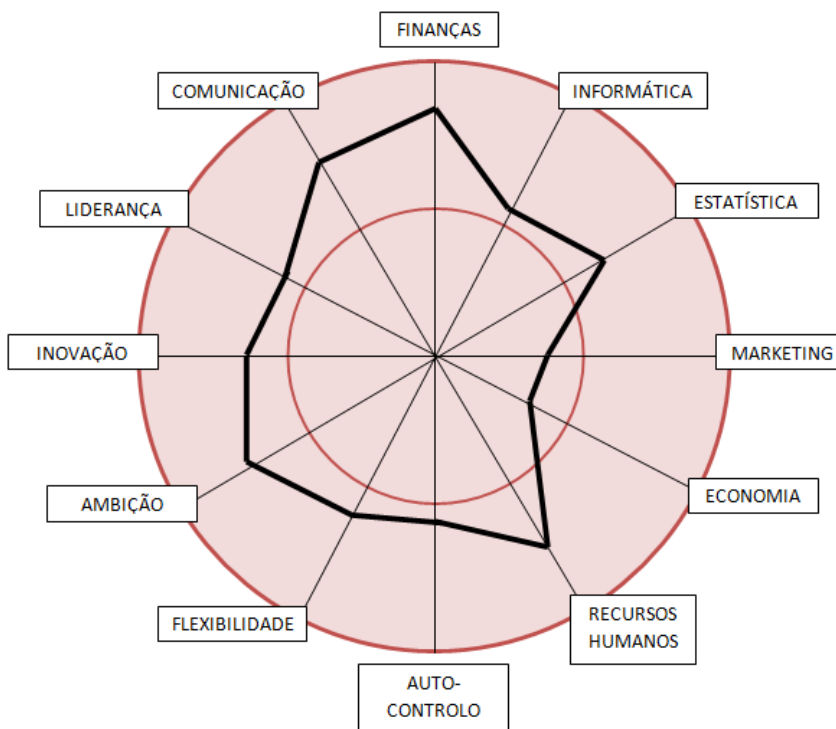 FINANÇAS
COMUNICAÇÃO
INFORMÁTICA
LIDERANÇA
ESTATÍSTICA
INOVAÇÃO
MARKETING
AMBIÇÃO
ECONOMIA
FLEXIBILIDADE
RECURSOS
HUMANOS
AUTO-
CONTROLO